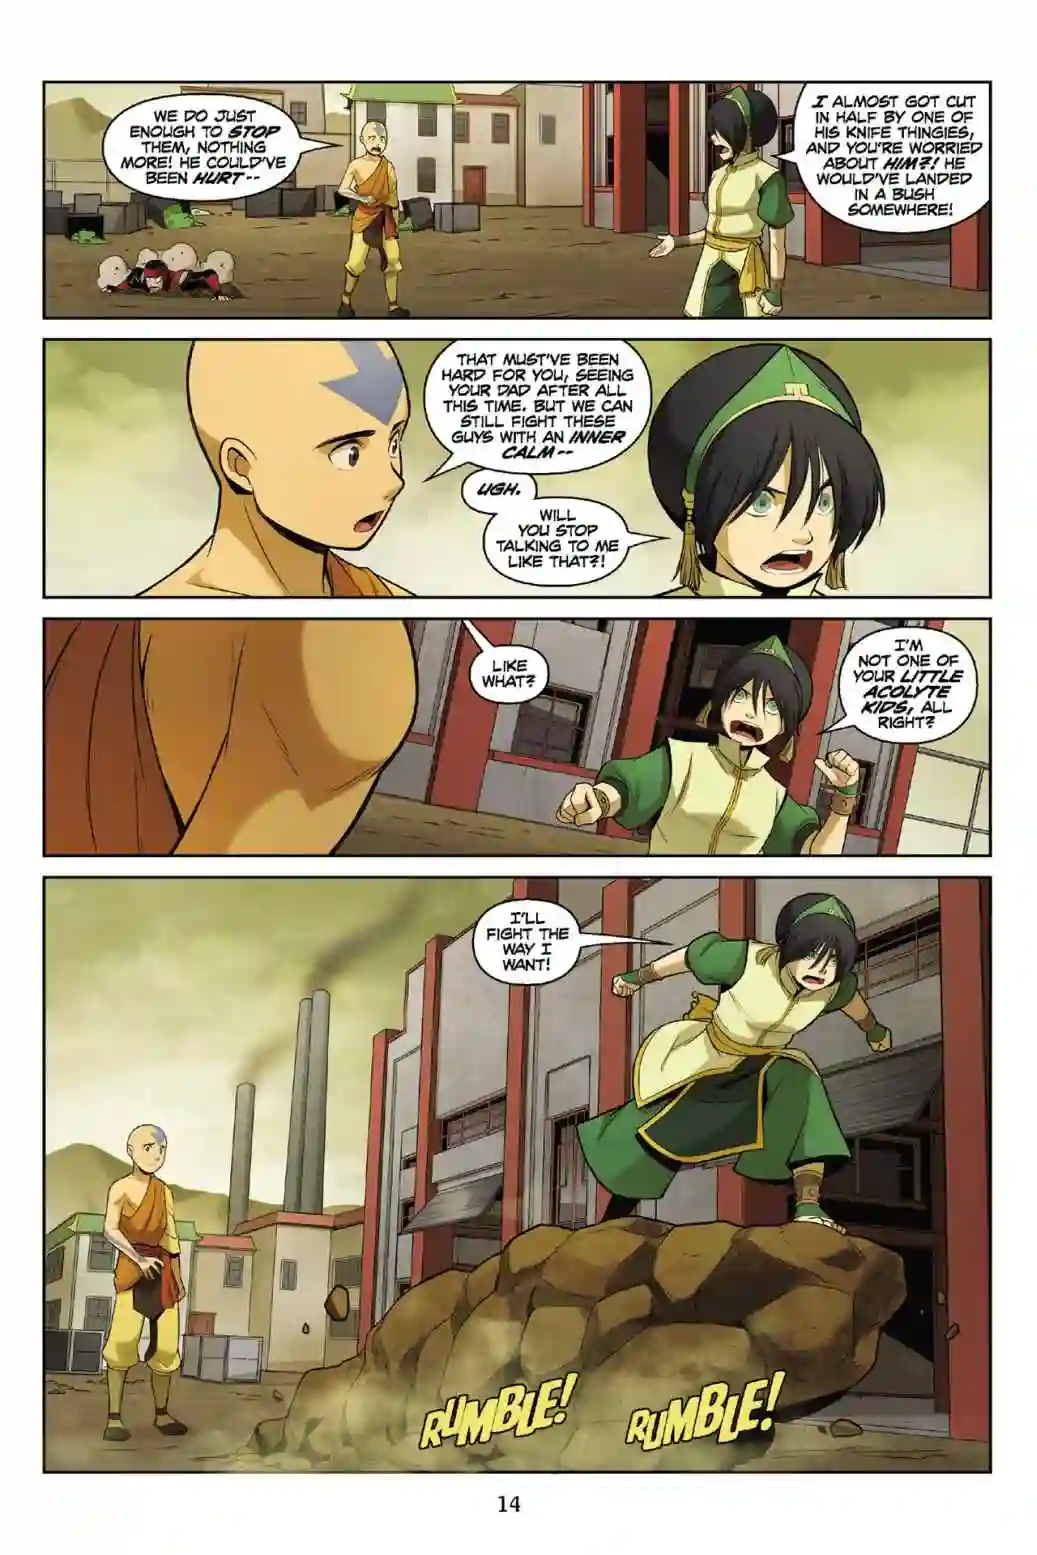 WE DO JUST
ENOUGH TO STOP
THEM, NOTHING
MORE! HE COULD'VE
BEEN HURT--
I ALMOST GOT CUT
IN HALF BY ONE OF
HIS KNIFE THINGIES,
AND YOU'RE WORRIED
ABOUT HIM?! HE
WOULD'VE LANDED
IN A BUSH
SOMEWHERE!
THAT MUST'VE BEEN
HARD FOR YOU, SEEING
YOUR DAD AFTER ALL
THIS TIME. BUT WE CAN
STILL FIGHT THESE
GUYS WITH AN INNER
CALM--
UGH.
WILL
YOU STOP
TALKING TO ME
LIKE THAT?!
LIKE
WHAT?
I'M
NOT ONE OF
YOUR LITTLE
ACOLYTE
KIDS, ALL
RIGHT?
I'LL
FIGHT THE
WAY I
WANT!
RUMBLE!
RUMBLE!
14